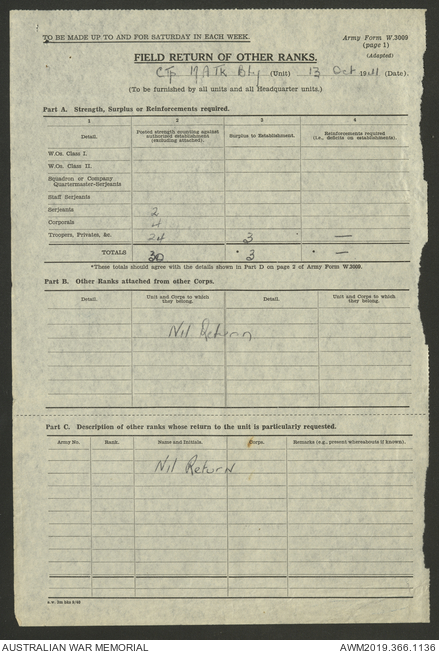 TO BE MADE UP TO AND FOR SATURDAY IN EACH WEEK.
Army Form W.3009
(page 1)
(Adapted)
FIELD RETURN OF OTHER RANKS.
Bty (Unit) 13 Oct 1941 (Date).
(To be furnished by all units and all Headquarter units.)
Part A. Strength, Surplus or Reinforcements required.
1 2 3 4
Detail. Posted strength counting against authorized establishment (excluding attached). Surplus to Establishment. Reinforcements required (i.e., deficits on establishments).
W.Os. Class I.
W.Os. Class II.
Squadron or Company
Quartermaster-Serjeants
Staff Serjeants
Serjeants 2
Corporals 4
Troopers, Privates, &c. 24 3 —
TOTALS 30 * 3 * —
*These totals should agree with the details shown in Part D on page 2 of Army Form W.3009.
Part B. Other Ranks attached from other Corps.
Detail. Unit and Corps to which they belong. Detail. Unit and Corps to which they belong.
Nil Return
Part C. Description of other ranks whose return to the unit is particularly requested.
Army No. Rank. Name and Initials. Corps. Remarks (e.g., present whereabouts if known).
Nil Return
AUSTRALIAN WAR MEMORIAL AWM2019.366.1136